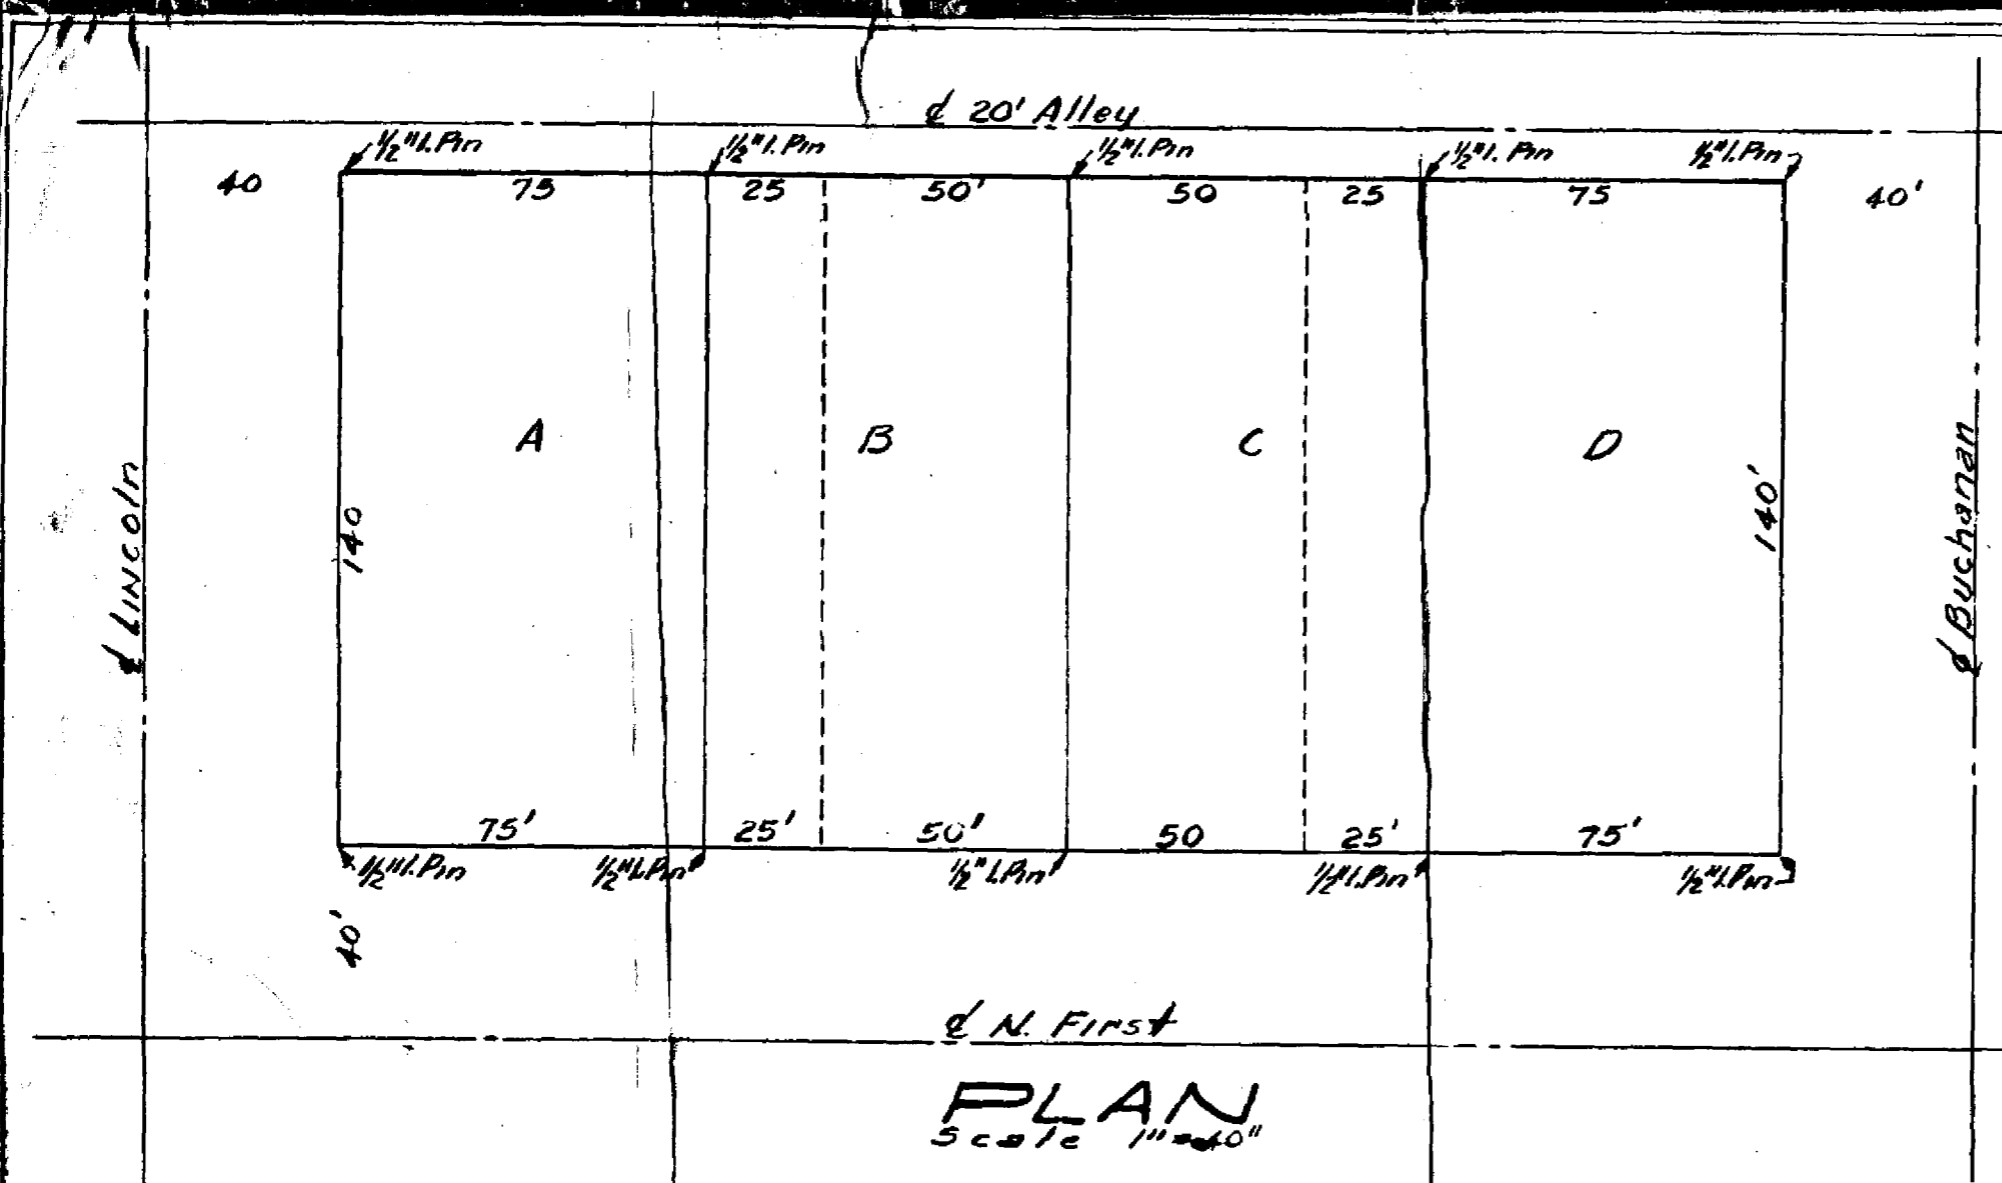 ℄ 20' Alley
1/2" I. Pin
1/2" I. Pin
1/2" I. Pin
1/2" I. Pin
1/2" I. Pin
40
75
25
50'
50
25
75
40'
A
B
C
D
140
140'
℄ Lincoln
℄ Buchanan
75'
25'
50'
50
25'
75'
1/2" I. Pin
1/2" I. Pin
1/2" I. Pin
1/2" I. Pin
1/2" I. Pin
40'
℄ N. First
PLAN
Scale 1" = 40"